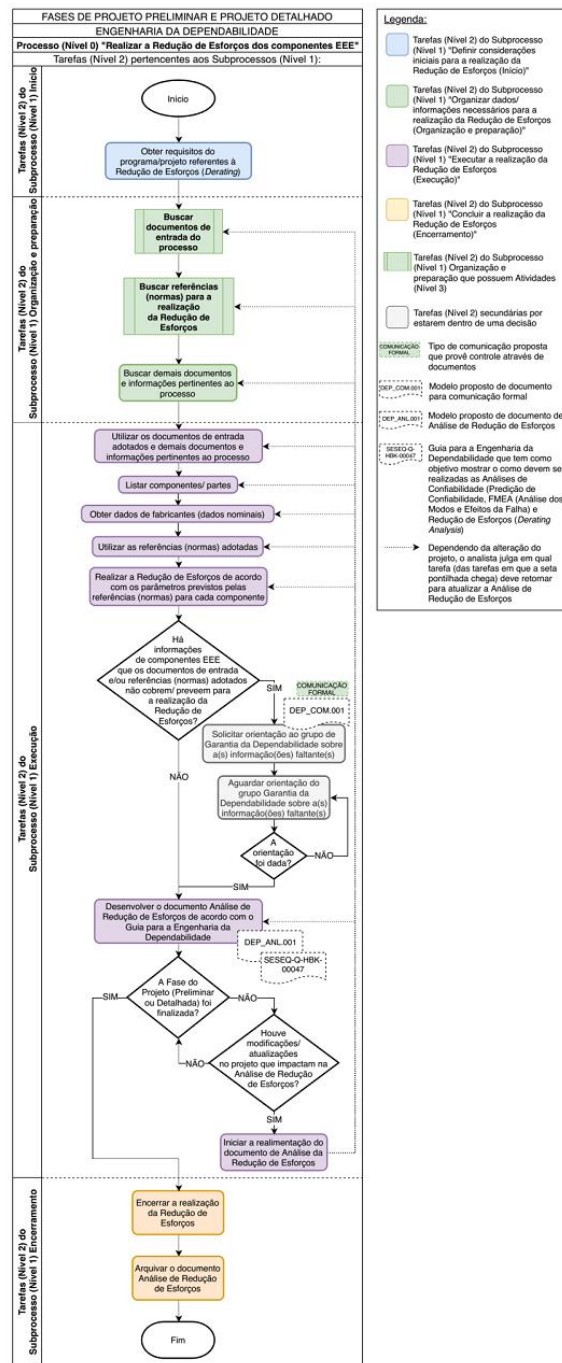 FASES DE PROJETO PRELIMINAR E PROJETO DETALHADO
ENGENHARIA DA DEPENDABILIDADE
Processo (Nível 0) "Realizar a Redução de Esforços dos componentes EEE"
Tarefas (Nível 2) pertencentes aos Subprocessos (Nível 1):
Tarefas (Nível 2) do
Subprocesso (Nível 1) Início
Início
Obter requisitos do
programa/projeto referentes à
Redução de Esforços (Derating)
Tarefas (Nível 2) do
Subprocesso (Nível 1) Organização e preparação
Buscar
documentos de
entrada do
processo
Buscar referências
(normas) para a
realização
da Redução de
Esforços
Buscar demais documentos
e informações pertinentes ao
processo
Tarefas (Nível 2) do
Subprocesso (Nível 1) Execução
Utilizar os documentos de entrada
adotados e demais documentos e
informações pertinentes ao processo
Listar componentes/ partes
Obter dados de fabricantes (dados nominais)
Utilizar as referências (normas) adotadas
Realizar a Redução de Esforços de acordo
com os parâmetros previstos pelas
referências (normas) para cada componente
Há
informações
de componentes EEE
que os documentos de entrada
e/ou referências (normas) adotados
não cobrem/ preveem para
a realização da
Redução de
Esforços?
SIM
COMUNICAÇÃO
FORMAL
DEP_COM.001
Solicitar orientação ao grupo de
Garantia da Dependabilidade sobre
a(s) informação(ões) faltante(s)
NÃO
Aguardar orientação do
grupo Garantia da
Dependabilidade sobre a(s)
informação(ões) faltante(s)
A
orientação
foi dada?
NÃO
SIM
Desenvolver o documento Análise de
Redução de Esforços de acordo com o
Guia para a Engenharia da
Dependabilidade
DEP_ANL.001
SESEQ-Q-HBK-
00047
A Fase do
Projeto (Preliminar
ou Detalhada) foi
finalizada?
SIM
NÃO
Houve
modificações/
atualizações
no projeto que impactam na
Análise de Redução
de Esforços?
NÃO
SIM
Iniciar a realimentação do
documento de Análise da
Redução de Esforços
Tarefas (Nível 2) do
Subprocesso (Nível 1) Encerramento
Encerrar a realização
da Redução de
Esforços
Arquivar o documento
Análise de Redução
de Esforços
Fim
Legenda:
Tarefas (Nível 2) do Subprocesso
(Nível 1) "Definir considerações
iniciais para a realização da
Redução de Esforços (Início)"
Tarefas (Nível 2) do Subprocesso
(Nível 1) "Organizar dados/
informações necessários para a
realização da Redução de Esforços
(Organização e preparação)"
Tarefas (Nível 2) do Subprocesso
(Nível 1) "Executar a realização da
Redução de Esforços
(Execução)"
Tarefas (Nível 2) do Subprocesso
(Nível 1) "Concluir a realização da
Redução de Esforços
(Encerramento)"
Tarefas (Nível 2) do Subprocesso
(Nível 1) Organização e
preparação que possuem Atividades
(Nível 3)
Tarefas (Nível 2) secundárias por
estarem dentro de uma decisão
COMUNICAÇÃO
FORMAL
Tipo de comunicação proposta
que provê controle através de
documentos
DEP_COM.001
Modelo proposto de documento
para comunicação formal
DEP_ANL.001
Modelo proposto de documento de
Análise de Redução de Esforços
SESEQ-Q-
HBK-00047
Guia para a Engenharia da
Dependabilidade que tem como
objetivo mostrar o como devem se
realizadas as Análises de
Confiabilidade (Predição de
Confiabilidade, FMEA (Análise dos
Modos e Efeitos da Falha) e
Redução de Esforços (Derating
Analysis)
Dependendo da alteração do
projeto, o analista julga em qual
tarefa (das tarefas em que a seta
pontilhada chega) deve retornar
para atualizar a Análise de
Redução de Esforços